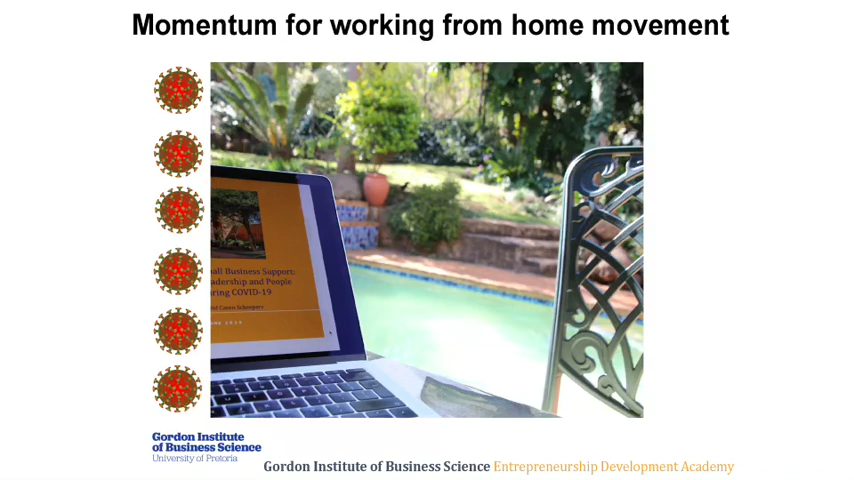 Momentum for working from home movement
all Business Support:
adership and People
ring COVID-19
Gordon Institute
of Business Science
University of Pretoria
Gordon Institute of Business Science Entrepreneurship Development Academy